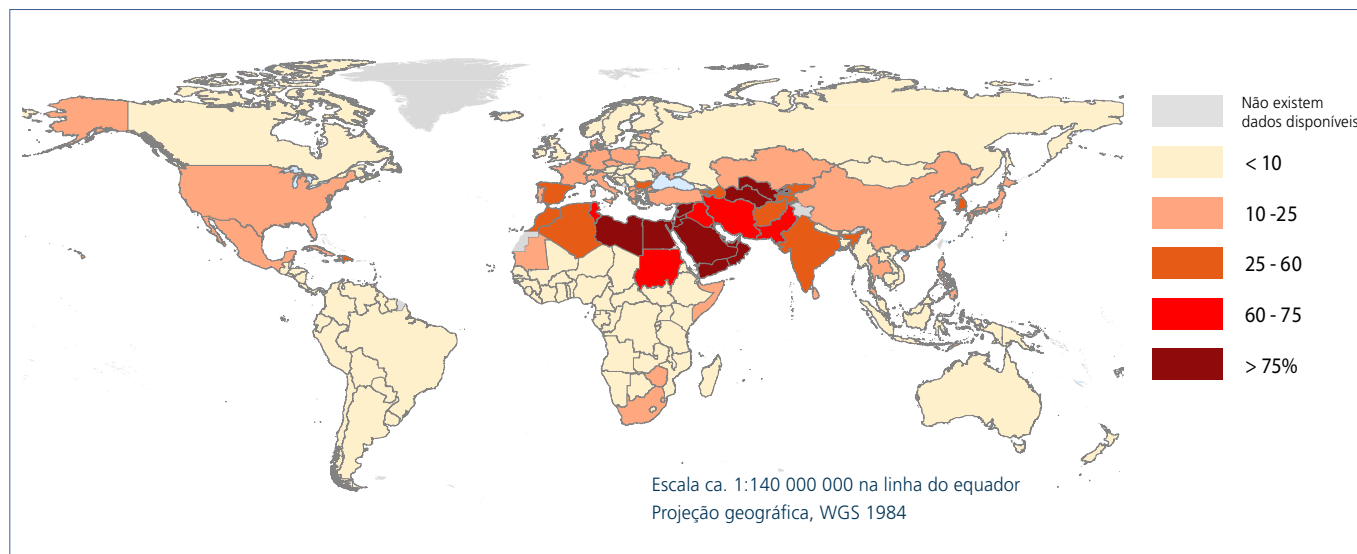 Não existem
dados disponíveis
< 10
10 -25
25 - 60
60 - 75
> 75%
Escala ca. 1:140 000 000 na linha do equador
Projeção geográfica, WGS 1984